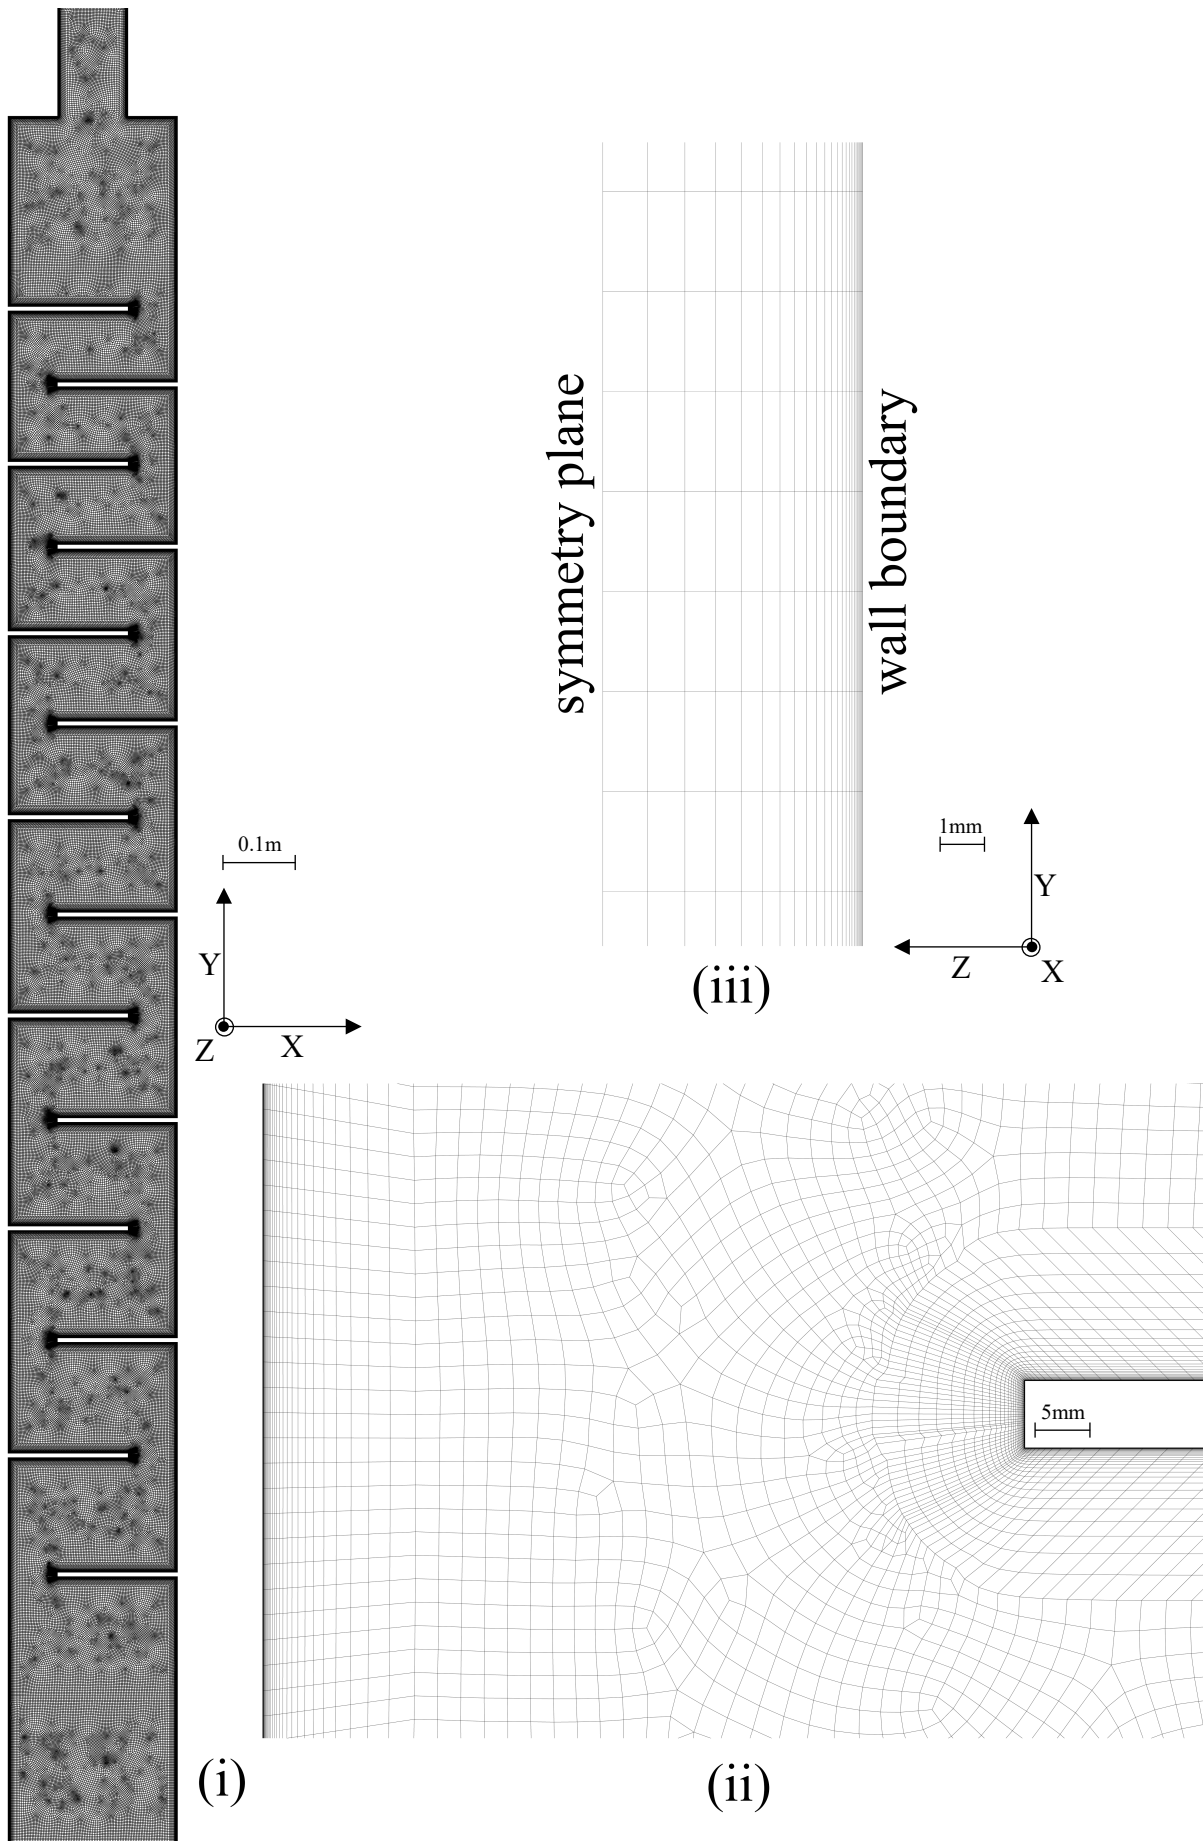 symmetry plane
wall boundary
0.1m
Y
Z
X
1mm
Y
Z
X
(iii)
5mm
(i)
(ii)